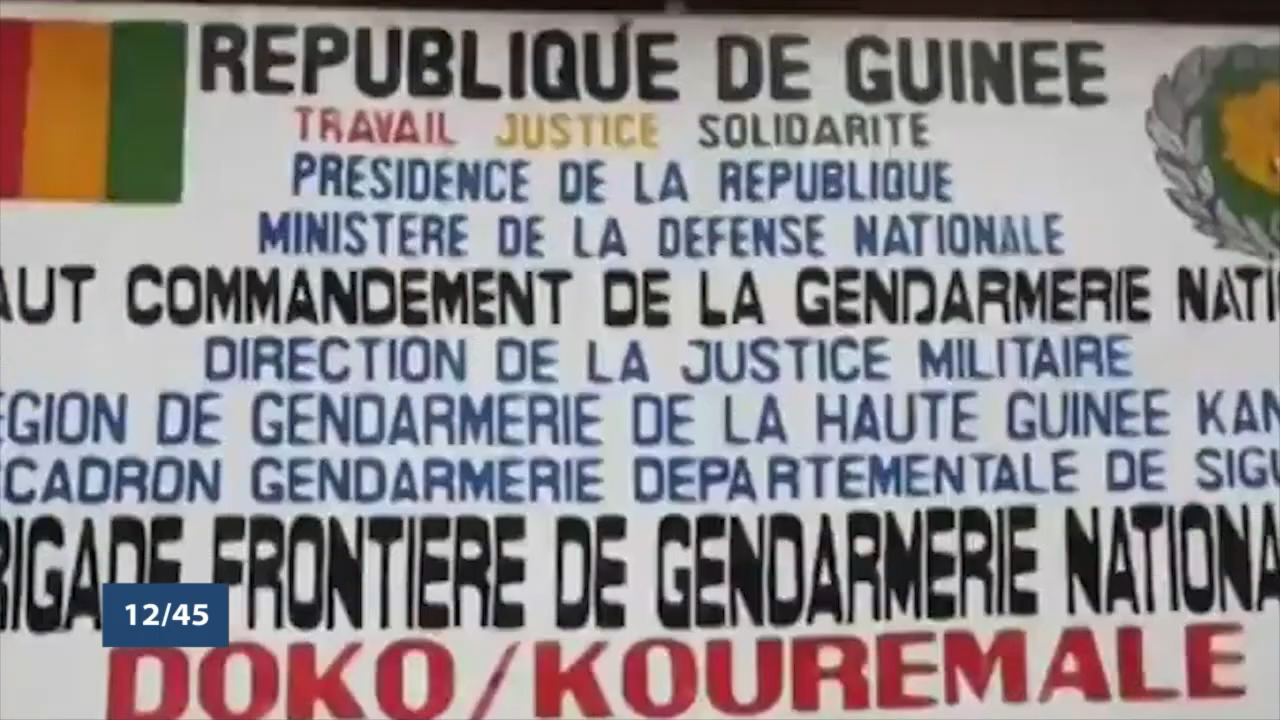 REPUBLIQUE DE GUINEE
TRAVAIL JUSTICE SOLIDARITE
PRESIDENCE DE LA REPUBLIQUE
MINISTERE DE LA DEFENSE NATIONALE
AUT COMMANDEMENT DE LA GENDARMERIE NATI
DIRECTION DE LA JUSTICE MILITAIRE
EGION DE GENDARMERIE DE LA HAUTE GUINEE KAN
CADRON GENDARMERIE DEPARTEMENTALE DE SIGU
RIGADE FRONTIERE DE GENDARMERIE NATIONA
12/45
DOKO/KOUREMALE